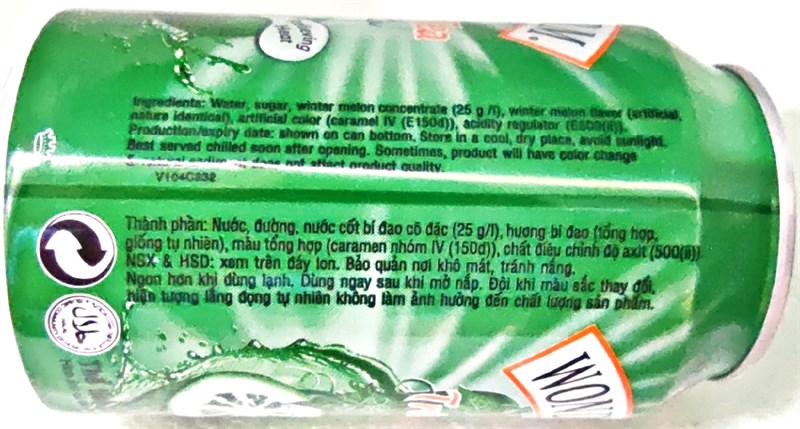 WON
Ingredients: Water, sugar, winter melon concentrate (25 g /l), winter melon flavor (artificial,
nature identical), artificial color (caramel IV (E150d)), acidity regulator (E500(ii)).
Production/expiry date: shown on can bottom. Store in a cool, dry place, avoid sunlight.
Best served chilled soon after opening. Sometimes, product will have color change
does not affect product quality.
V104C932
Thành phần: Nước, đường, nước cốt bí đao cô đặc (25 g/l), hương bí đao (tổng hợp,
giống tự nhiên), màu tổng hợp (caramen nhóm IV (150d)), chất điều chỉnh độ axit (500(ii))
NSX & HSD: xem trên đáy lon. Bảo quản nơi khô mát, tránh nắng.
Ngon hơn khi dùng lạnh. Dùng ngay sau khi mở nắp. Đôi khi màu sắc thay đổi,
hiện tượng lắng đọng tự nhiên không làm ảnh hưởng đến chất lượng sản phẩm.
حلال
WON